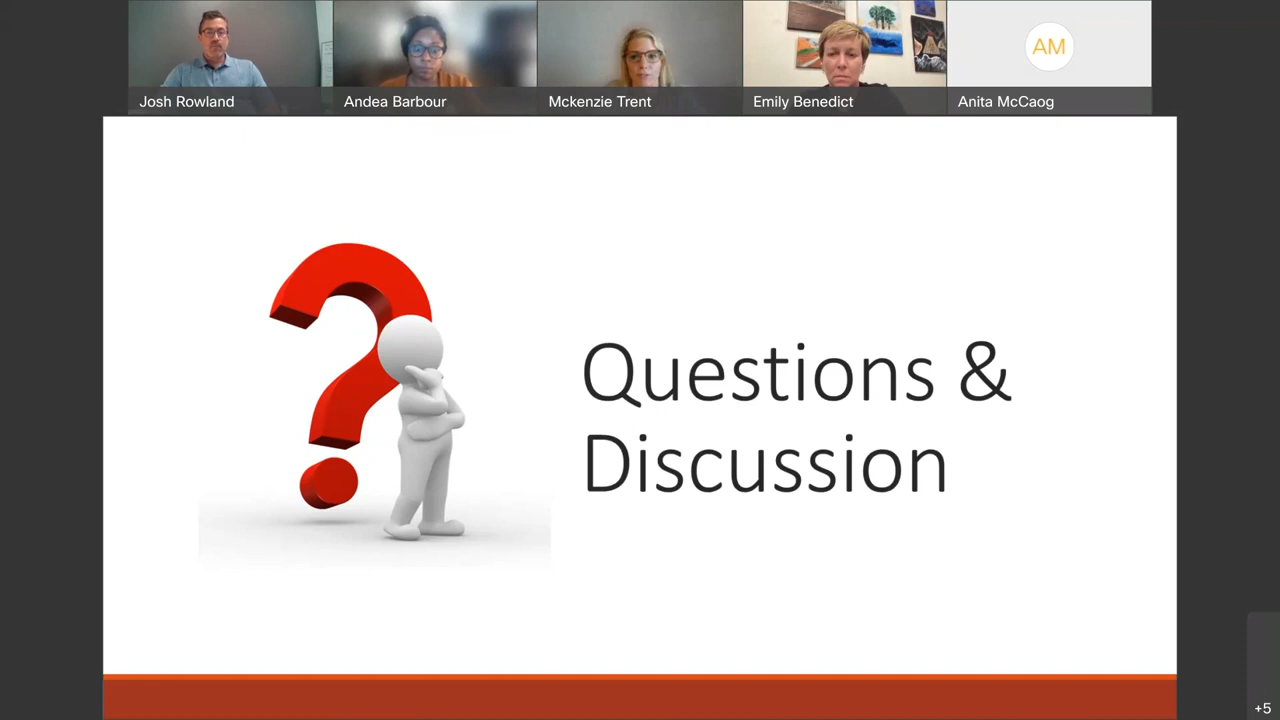 Josh Rowland
Andea Barbour
Mckenzie Trent
Emily Benedict
AM
Anita McCaog
Questions &
Discussion
+5